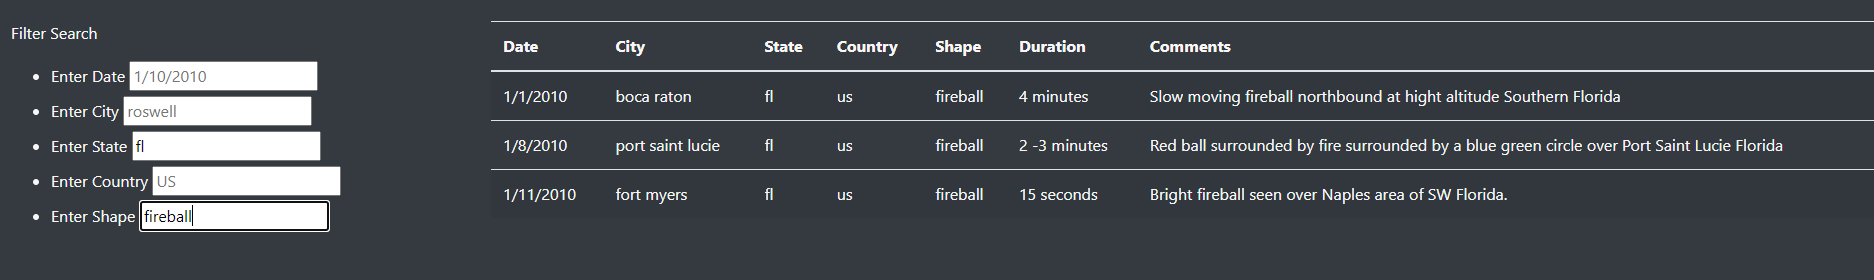 Filter Search
Enter Date 1/10/2010
Enter City roswell
Enter State fl
Enter Country US
Enter Shape fireball
Date City State Country Shape Duration Comments
1/1/2010 boca raton fl us fireball 4 minutes Slow moving fireball northbound at hight altitude Southern Florida
1/8/2010 port saint lucie fl us fireball 2 -3 minutes Red ball surrounded by fire surrounded by a blue green circle over Port Saint Lucie Florida
1/11/2010 fort myers fl us fireball 15 seconds Bright fireball seen over Naples area of SW Florida.